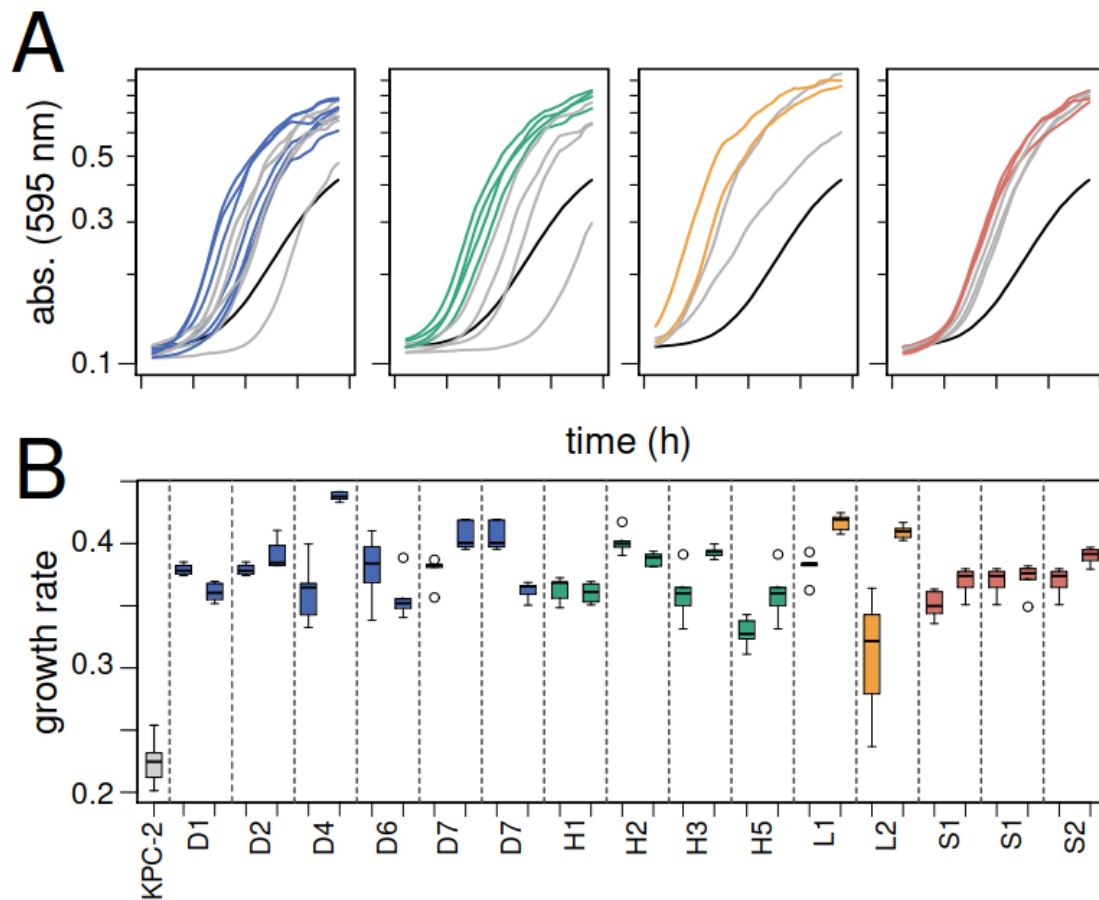 A
abs. (595 nm)
0.5
0.3
0.1
time (h)
B
growth rate
0.4
0.3
0.2
KPC-2
D1
D2
D4
D6
D7
D7
H1
H2
H3
H5
L1
L2
S1
S1
S2